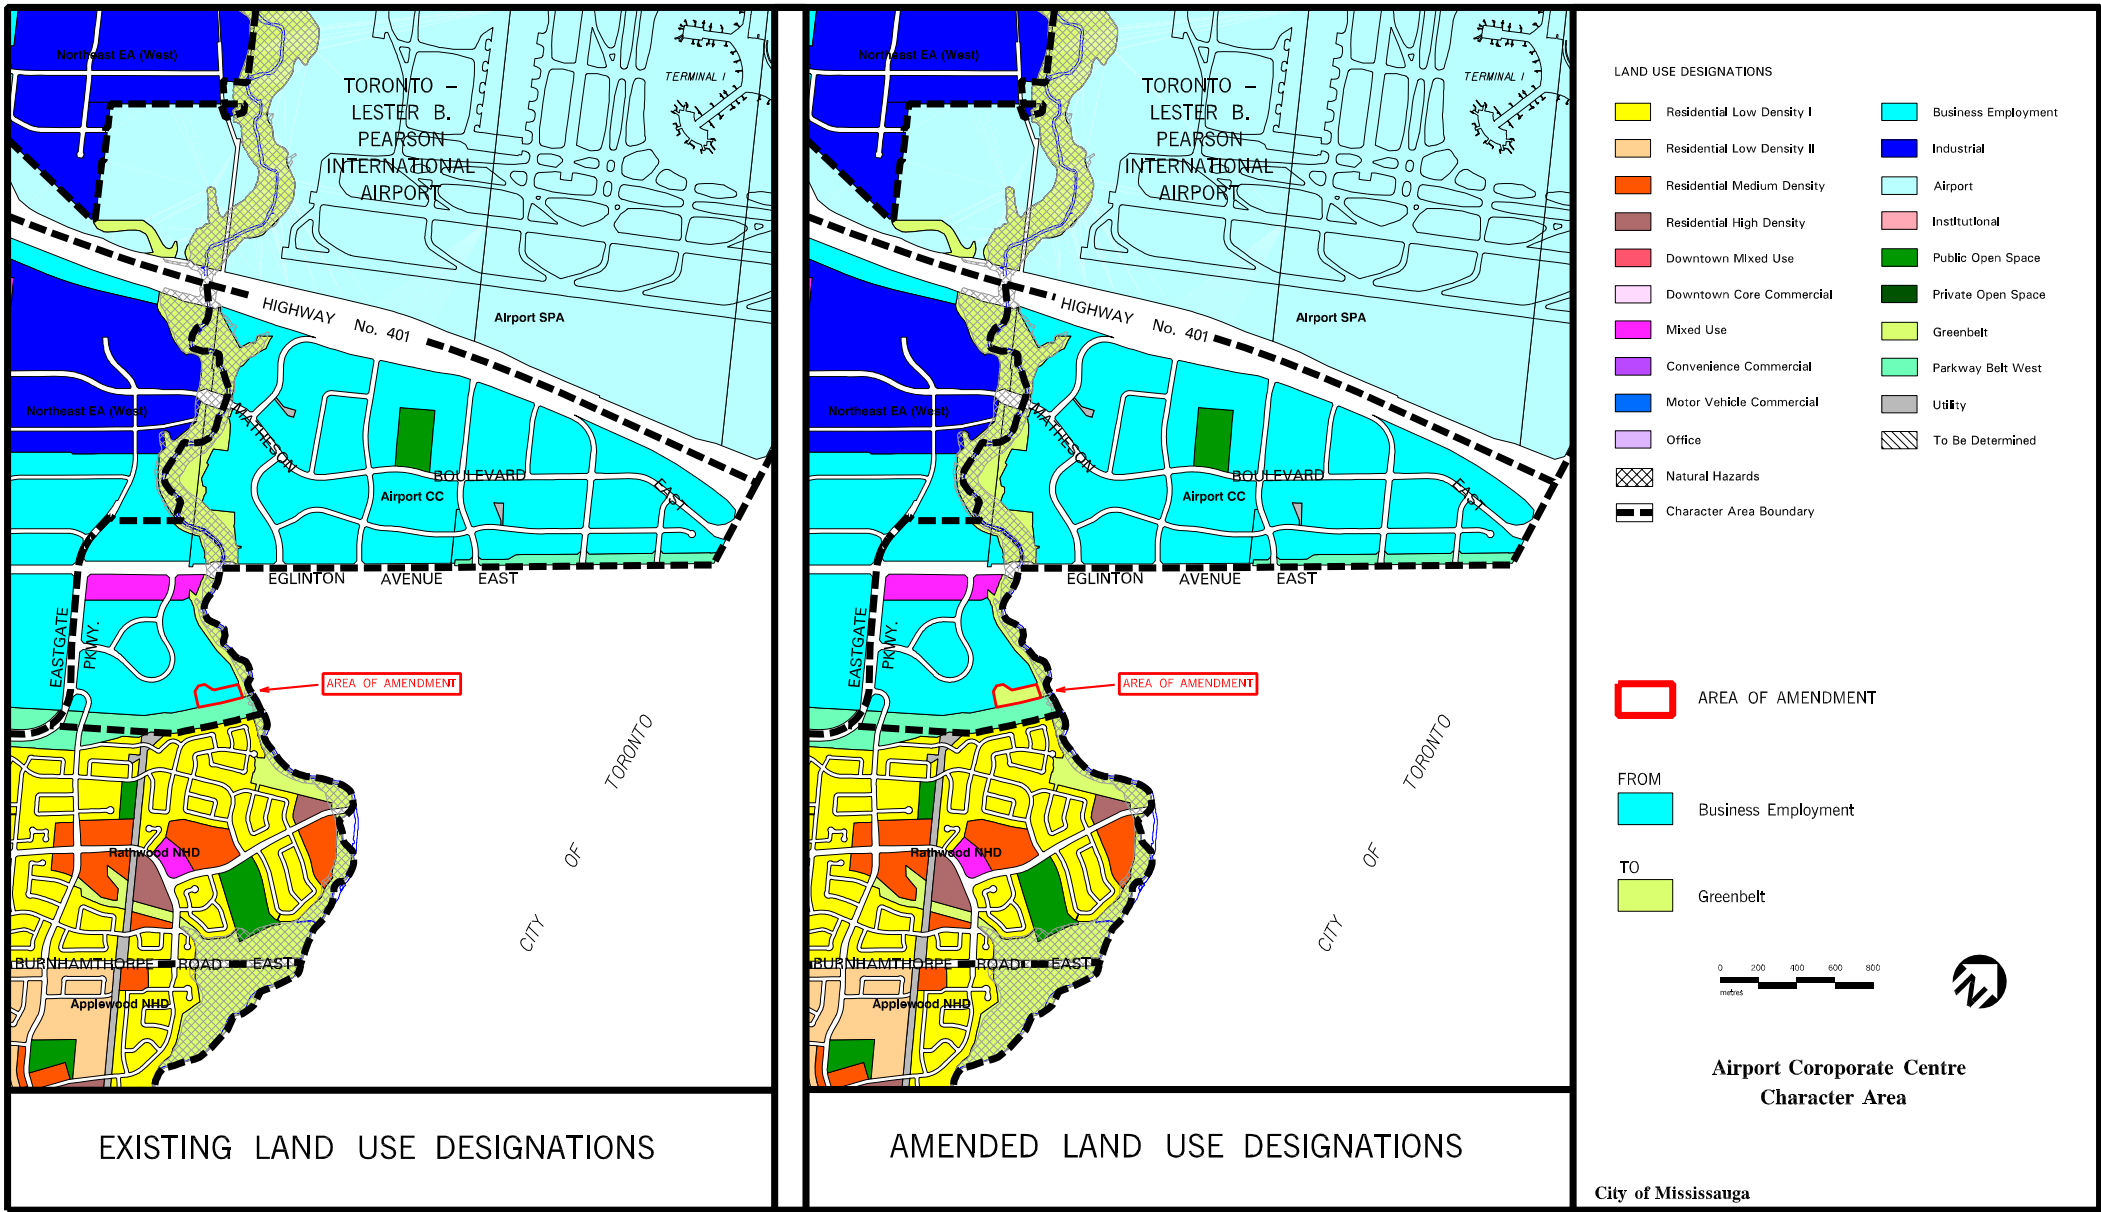 Northeast EA (West)
TORONTO –
LESTER B.
PEARSON
INTERNATIONAL
AIRPORT
TERMINAL I
HIGHWAY No. 401
Airport SPA
Northeast EA (West)
MATHESON
BOULEVARD
EAST
Airport CC
EGLINTON AVENUE EAST
EASTGATE
PKWY.
AREA OF AMENDMENT
CITY OF TORONTO
Rathwood NHD
BURNHAMTHORPE ROAD EAST
Applewood NHD
EXISTING LAND USE DESIGNATIONS
Northeast EA (West)
TORONTO –
LESTER B.
PEARSON
INTERNATIONAL
AIRPORT
TERMINAL I
HIGHWAY No. 401
Airport SPA
Northeast EA (West)
MATHESON
BOULEVARD
EAST
Airport CC
EGLINTON AVENUE EAST
EASTGATE
PKWY.
AREA OF AMENDMENT
CITY OF TORONTO
Rathwood NHD
BURNHAMTHORPE ROAD EAST
Applewood NHD
AMENDED LAND USE DESIGNATIONS
LAND USE DESIGNATIONS
Residential Low Density I
Residential Low Density II
Residential Medium Density
Residential High Density
Downtown Mixed Use
Downtown Core Commercial
Mixed Use
Convenience Commercial
Motor Vehicle Commercial
Office
Natural Hazards
Character Area Boundary
Business Employment
Industrial
Airport
Institutional
Public Open Space
Private Open Space
Greenbelt
Parkway Belt West
Utility
To Be Determined
AREA OF AMENDMENT
FROM
Business Employment
TO
Greenbelt
0 200 400 600 800
metres
N
Airport Coroporate Centre
Character Area
City of Mississauga